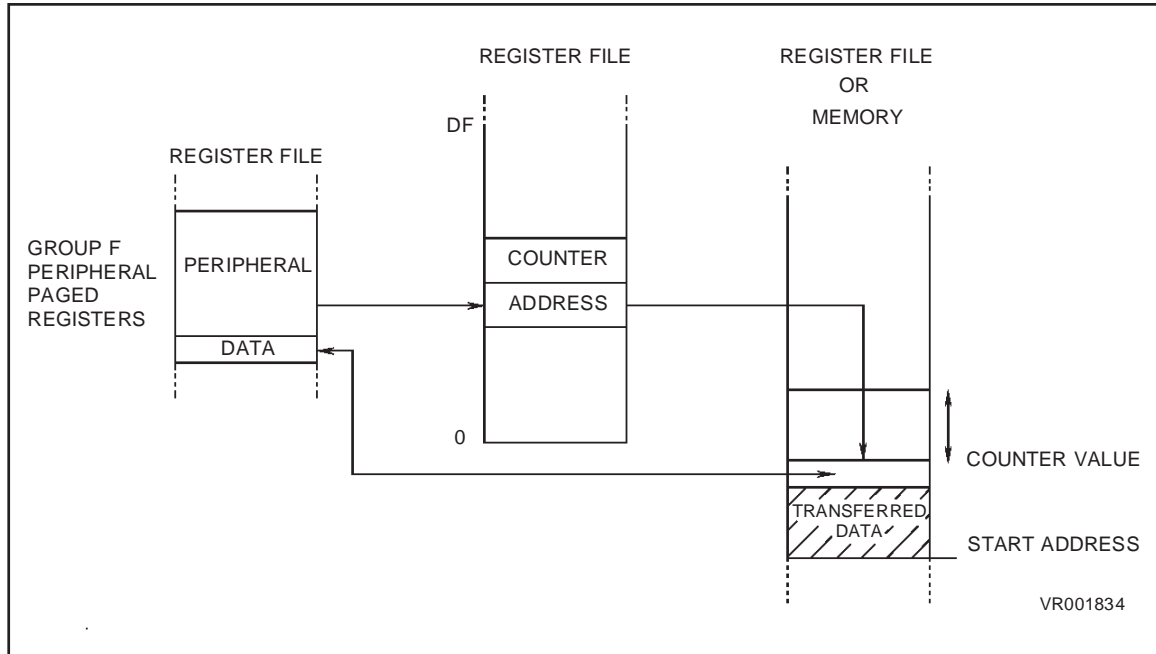 REGISTER FILE
REGISTER FILE
OR
MEMORY
DF
REGISTER FILE
GROUP F
PERIPHERAL
PAGED
REGISTERS
PERIPHERAL
DATA
COUNTER
ADDRESS
0
COUNTER VALUE
TRANSFERRED
DATA
START ADDRESS
VR001834